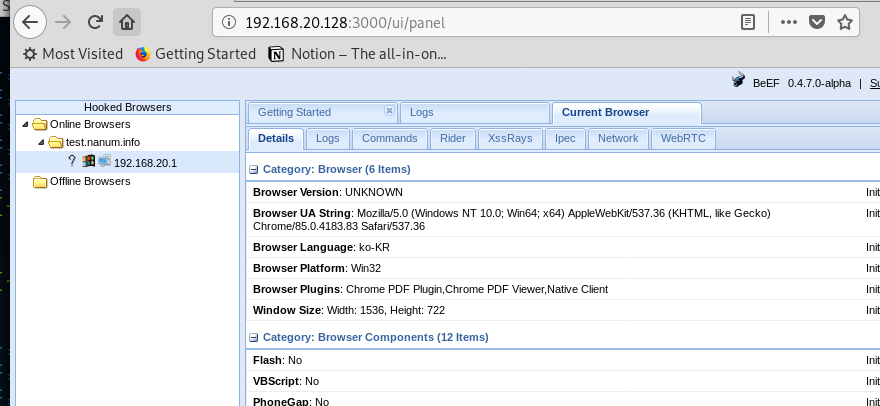 192.168.20.128:3000/ui/panel
Most Visited Getting Started Notion – The all-in-on...
BeEF 0.4.7.0-alpha | Su
Hooked Browsers
Online Browsers
test.nanum.info
? 192.168.20.1
Offline Browsers
Getting Started Logs Current Browser
Details Logs Commands Rider XssRays Ipec Network WebRTC
Category: Browser (6 Items)
Browser Version: UNKNOWN Init
Browser UA String: Mozilla/5.0 (Windows NT 10.0; Win64; x64) AppleWebKit/537.36 (KHTML, like Gecko) Init
Chrome/85.0.4183.83 Safari/537.36
Browser Language: ko-KR Init
Browser Platform: Win32 Init
Browser Plugins: Chrome PDF Plugin,Chrome PDF Viewer,Native Client Init
Window Size: Width: 1536, Height: 722 Init
Category: Browser Components (12 Items)
Flash: No Init
VBScript: No Init
PhoneGap: No Init